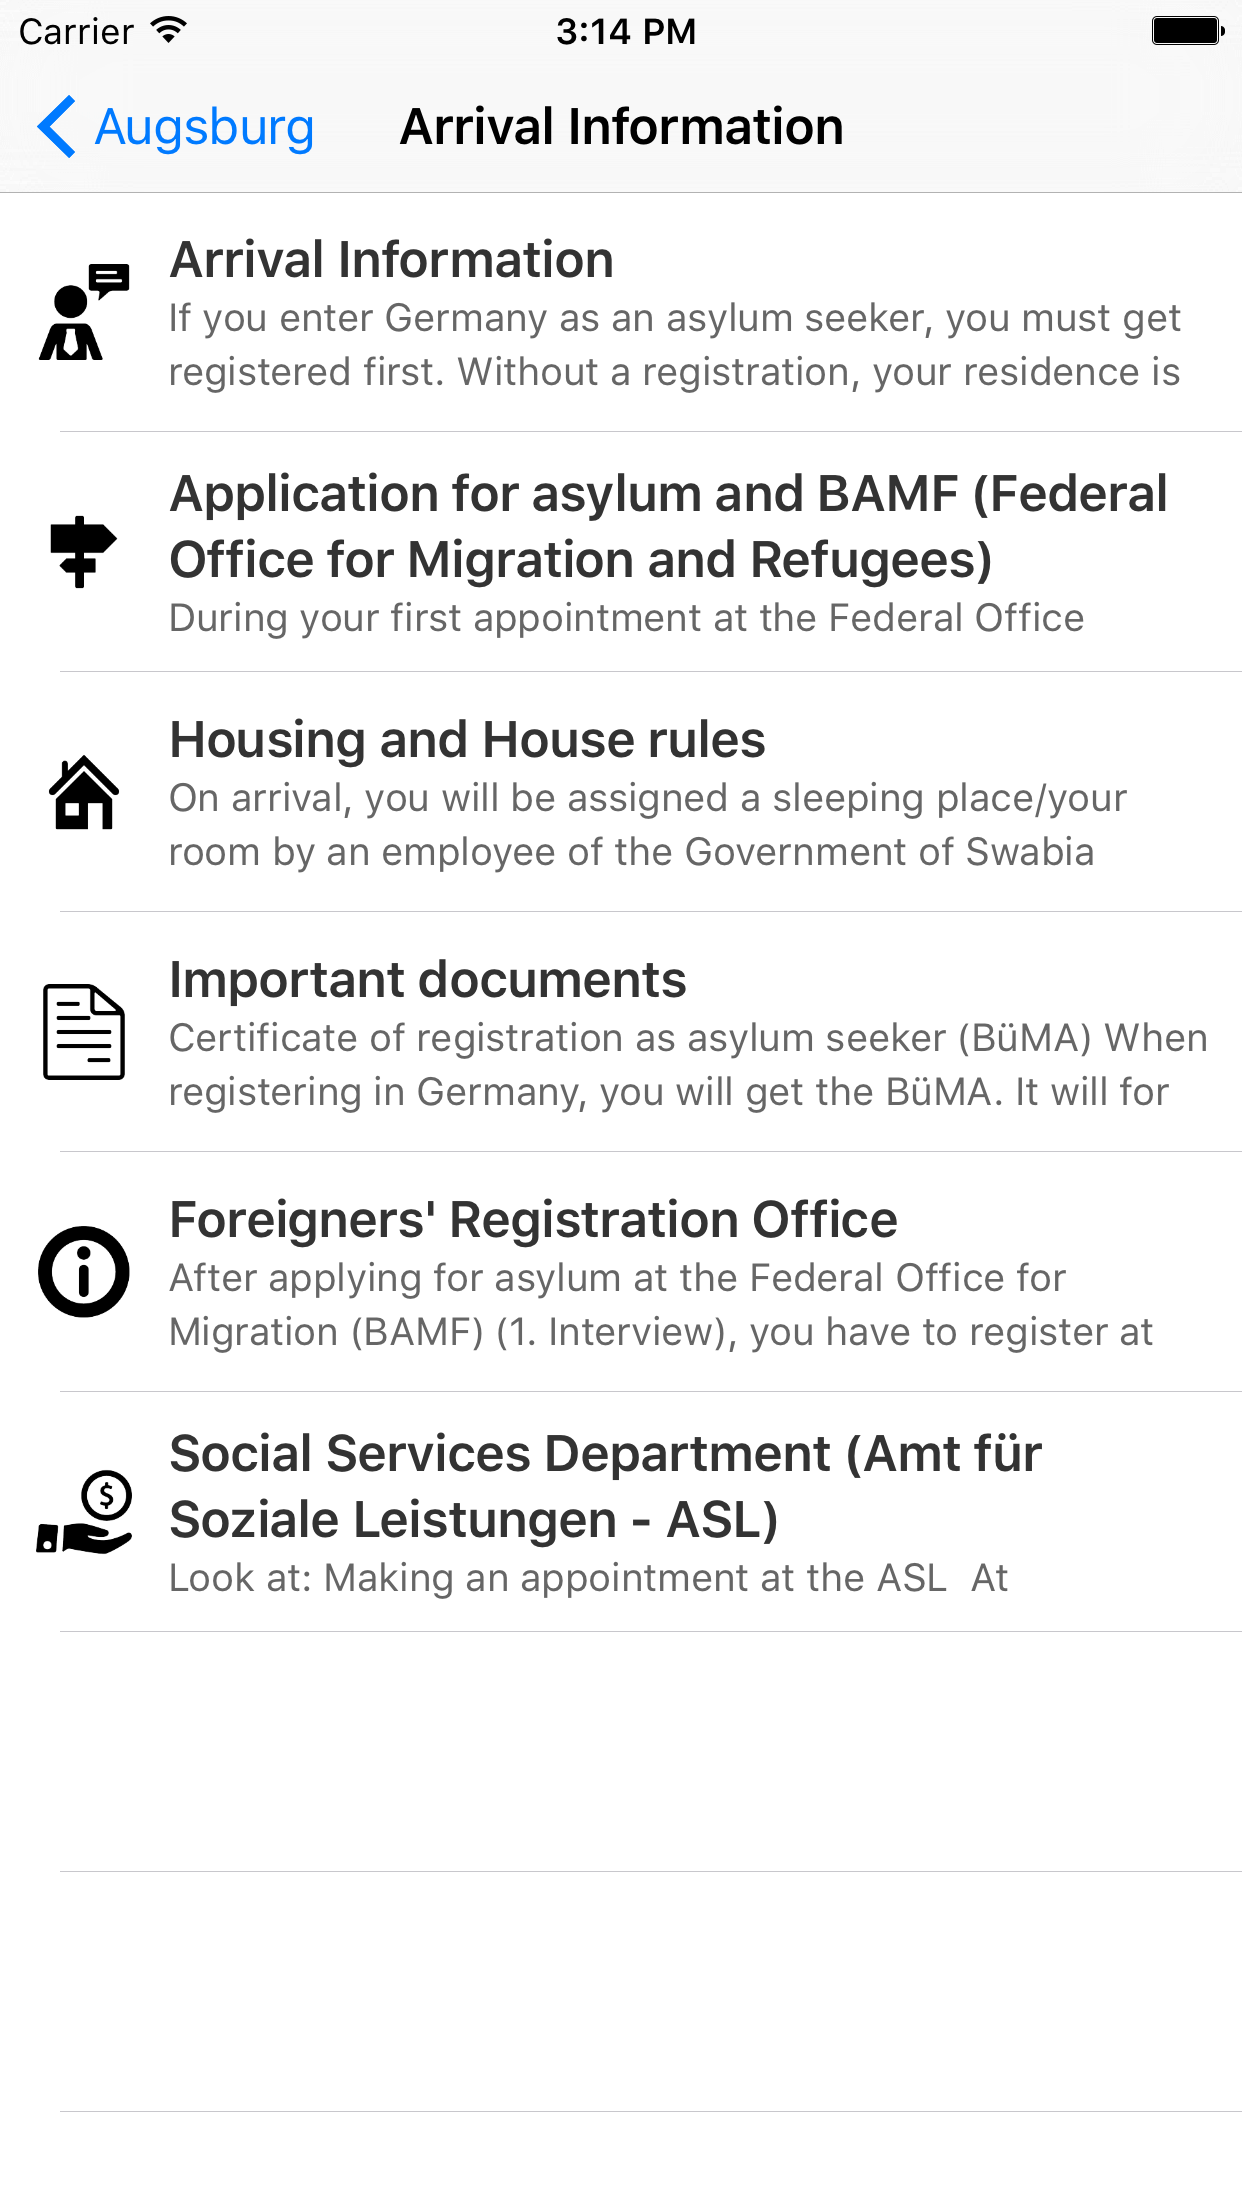 Carrier 3:14 PM
Augsburg Arrival Information
Arrival Information
If you enter Germany as an asylum seeker, you must get
registered first. Without a registration, your residence is
Application for asylum and BAMF (Federal
Office for Migration and Refugees)
During your first appointment at the Federal Office
Housing and House rules
On arrival, you will be assigned a sleeping place/your
room by an employee of the Government of Swabia
Important documents
Certificate of registration as asylum seeker (BüMA) When
registering in Germany, you will get the BüMA. It will for
Foreigners' Registration Office
After applying for asylum at the Federal Office for
Migration (BAMF) (1. Interview), you have to register at
Social Services Department (Amt für
Soziale Leistungen - ASL)
Look at: Making an appointment at the ASL  At